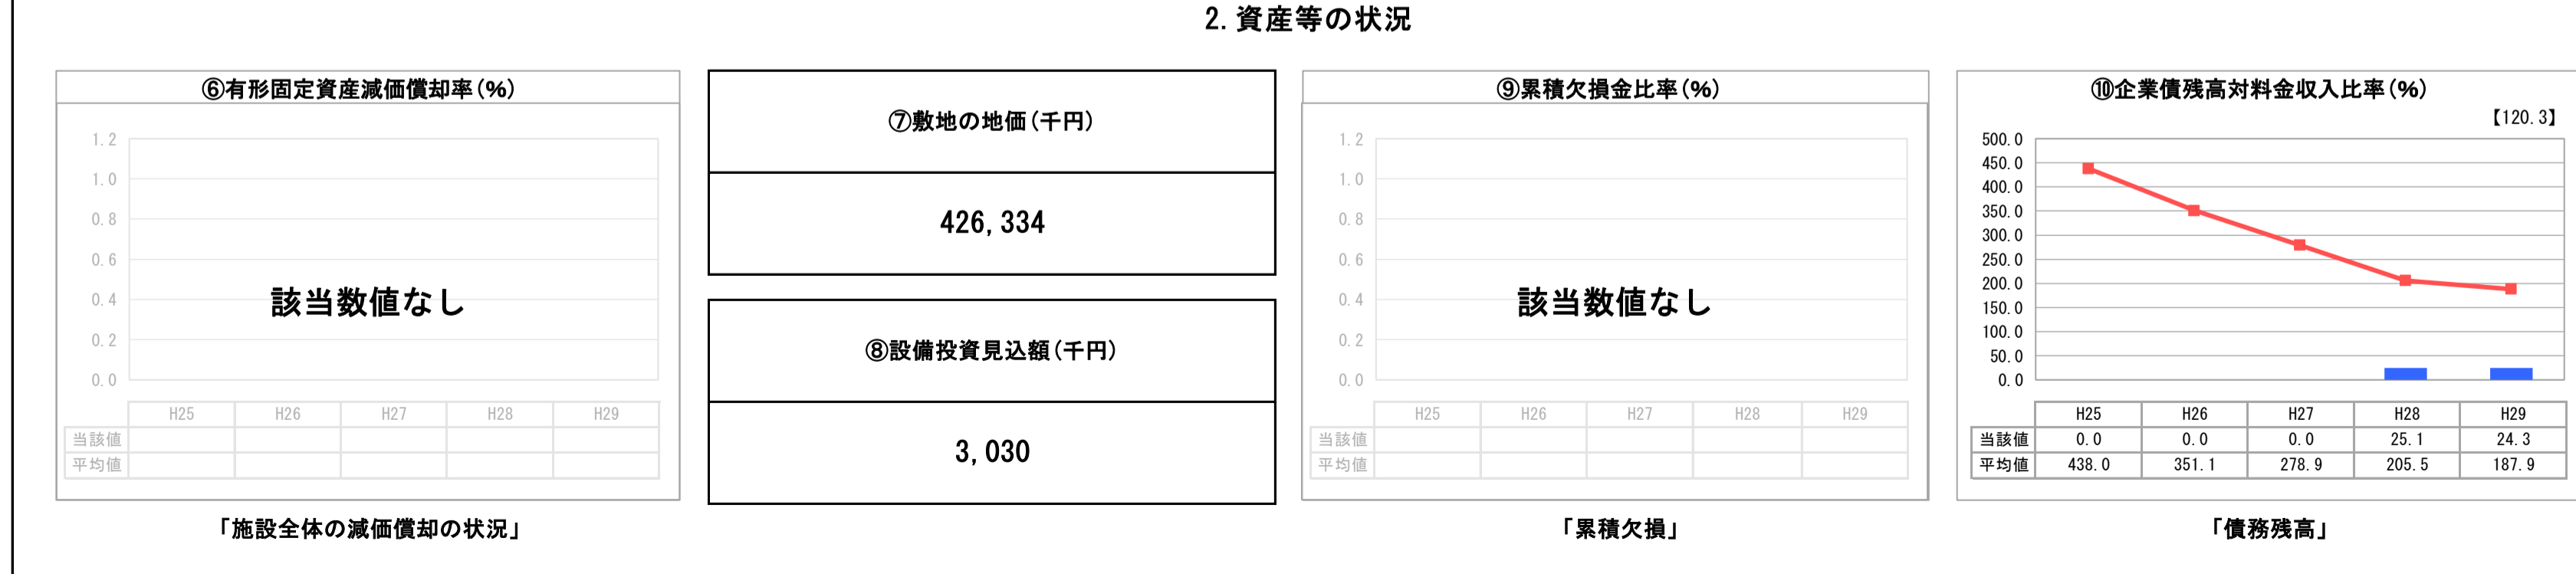 2.資産等の状況
⑥有形固定資産減価償却率(%)
1.2
1.0
0.8
0.6
0.4
0.2
0.0
該当数値なし
H25 H26 H27 H28 H29
当該値
平均値
「施設全体の減価償却の状況」
⑦敷地の地価(千円)
426,334
⑧設備投資見込額(千円)
3,030
⑨累積欠損金比率(%)
1.2
1.0
0.8
0.6
0.4
0.2
0.0
該当数値なし
H25 H26 H27 H28 H29
当該値
平均値
「累積欠損」
⑩企業債残高対料金収入比率(%)
【120.3】
500.0
450.0
400.0
350.0
300.0
250.0
200.0
150.0
100.0
50.0
0.0
H25 H26 H27 H28 H29
当該値 0.0 0.0 0.0 25.1 24.3
平均値 438.0 351.1 278.9 205.5 187.9
「債務残高」